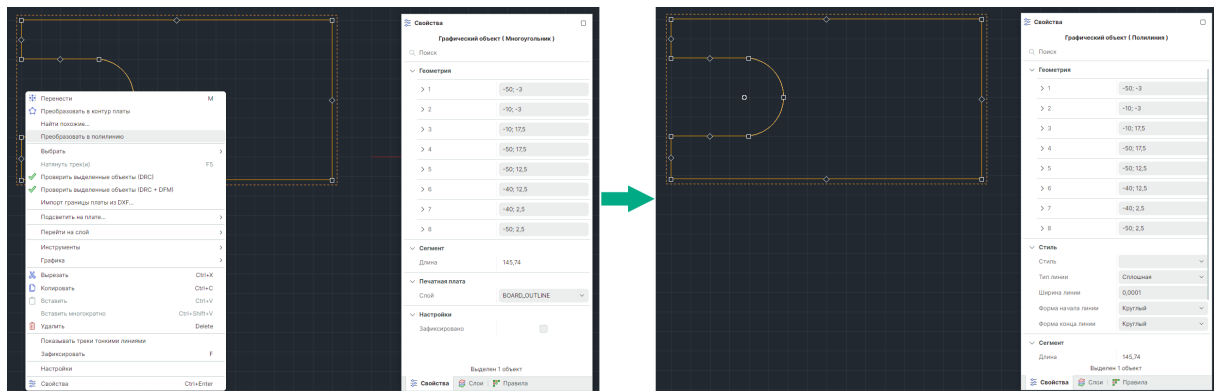 Перенести M
Преобразовать в контур платы
Найти похожие...
Преобразовать в полилинию
Выбрать
Натянуть трек(и) F5
Проверить выделенные объекты (DRC)
Проверить выделенные объекты (DRC + DFM)
Импорт границы платы из DXF...
Подсветить на плате...
Перейти на слой
Инструменты
Графика
Вырезать Ctrl+X
Копировать Ctrl+C
Вставить Ctrl+V
Вставить многократно Ctrl+Shift+V
Удалить Delete
Показывать треки тонкими линиями
Зафиксировать F
Настройки
Свойства Ctrl+Enter
Свойства
Графический объект ( Многоугольник )
Поиск
Геометрия
1 -50; -3
2 -10; -3
3 -10; 17,5
4 -50; 17,5
5 -50; 12,5
6 -40; 12,5
7 -40; 2,5
8 -50; 2,5
Сегмент
Длина 145,74
Печатная плата
Слой BOARD_OUTLINE
Настройки
Зафиксировано
Выделен 1 объект
Свойства Слои Правила
Свойства
Графический объект ( Полилиния )
Поиск
Геометрия
1 -50; -3
2 -10; -3
3 -10; 17,5
4 -50; 17,5
5 -50; 12,5
6 -40; 12,5
7 -40; 2,5
8 -50; 2,5
Стиль
Стиль
Тип линии Сплошная
Ширина линии 0,0001
Форма начала линии Круглый
Форма конца линии Круглый
Сегмент
Длина 145,74
Выделен 1 объект
Свойства Слои Правила